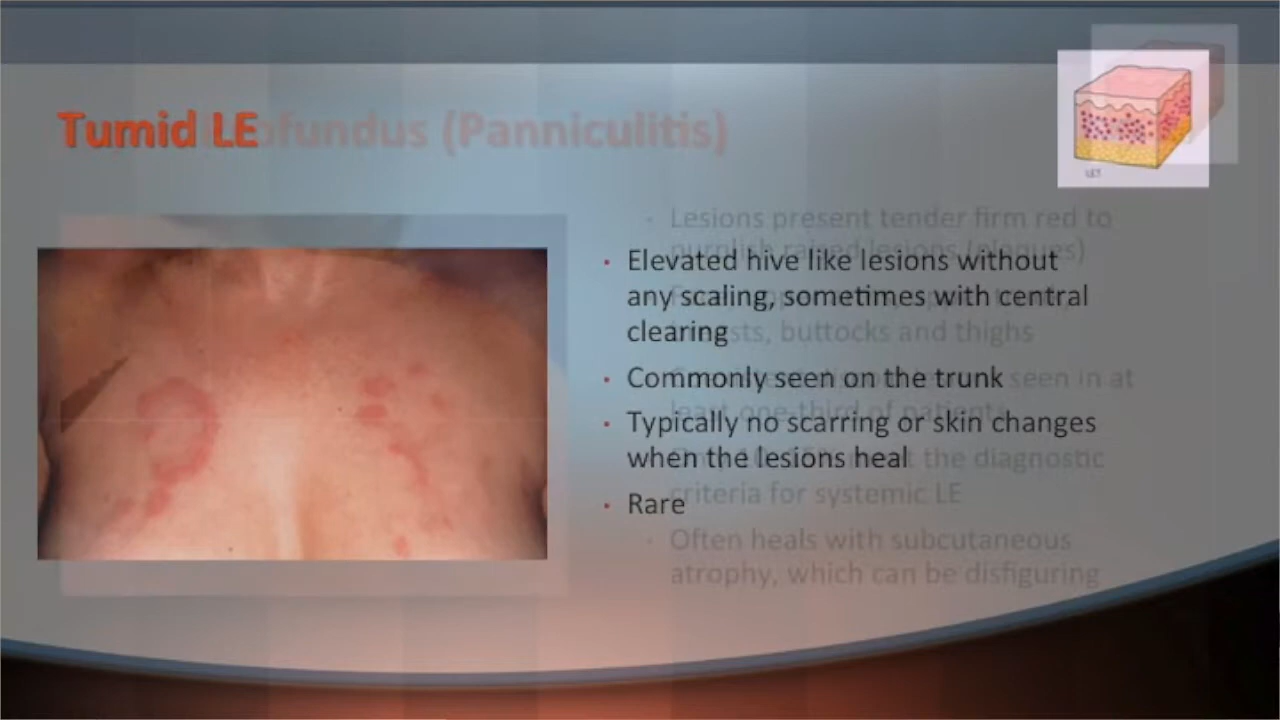 Tumid LE
fundus (Panniculitis)
LET
Elevated hive like lesions without
any scaling, sometimes with central
clearing
Commonly seen on the trunk
Typically no scarring or skin changes
when the lesions heal
Rare
Lesions present tender firm red to
purplish raised lesions (plaques)
buttocks and thighs
seen in at
least one-third of patients
the diagnostic
criteria for systemic LE
Often heals with subcutaneous
atrophy, which can be disfiguring